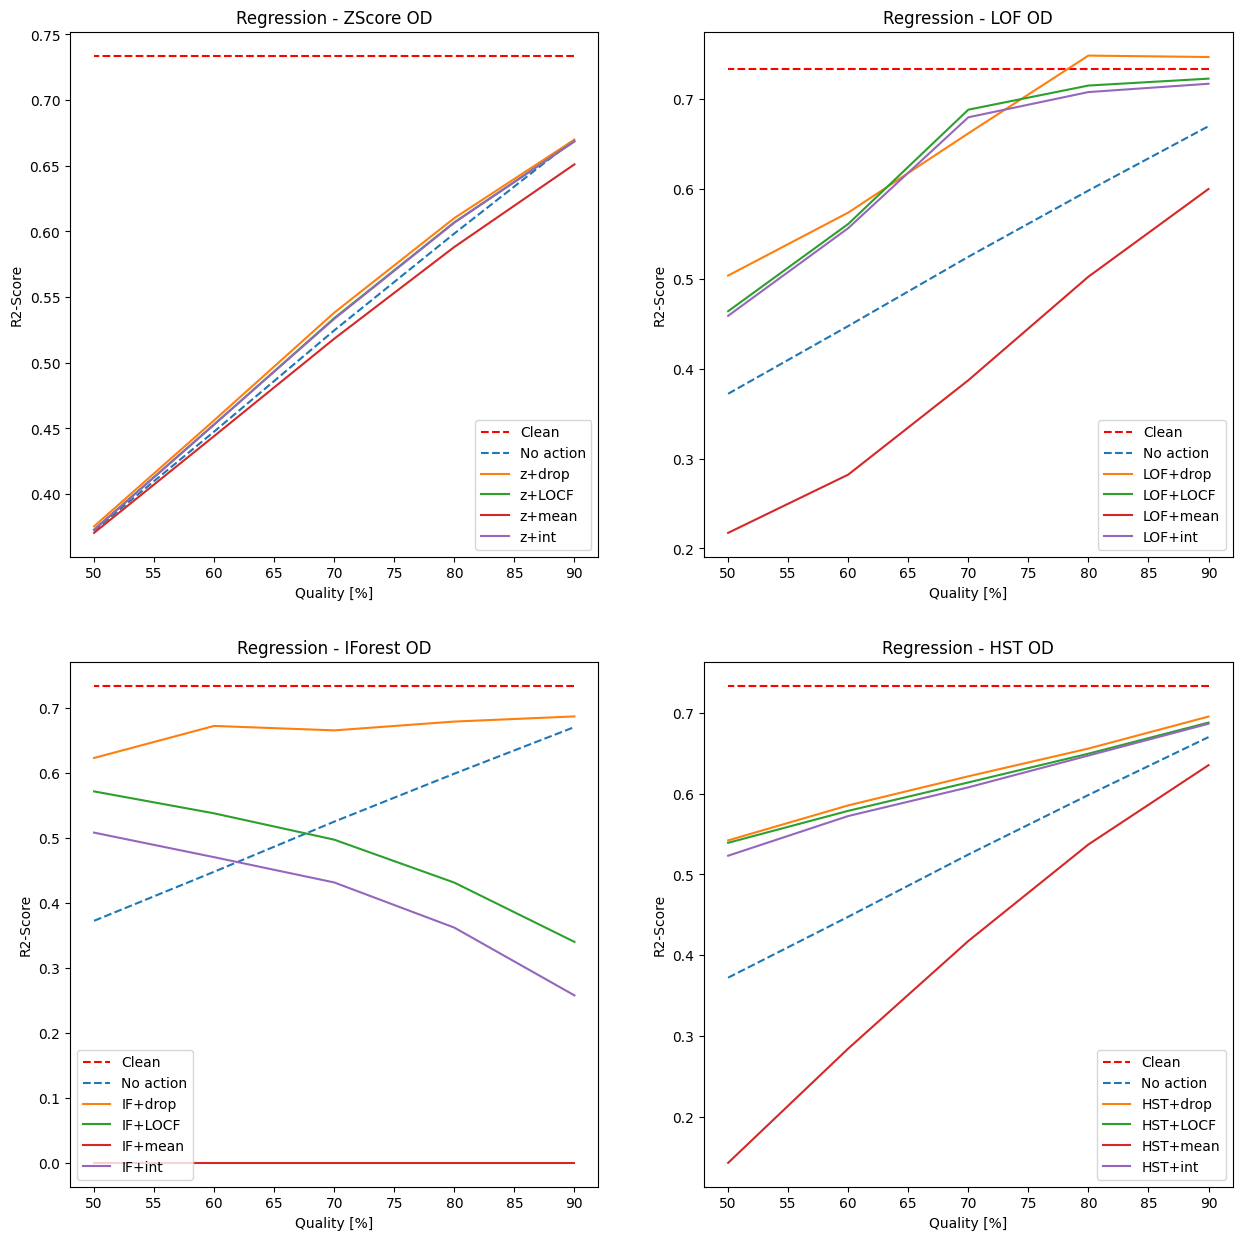 Regression - ZScore OD
0.75
0.70
0.65
0.60
0.55
0.50
0.45
0.40
R2-Score
50 55 60 65 70 75 80 85 90
Quality [%]
Clean
No action
z+drop
z+LOCF
z+mean
z+int
Regression - LOF OD
0.7
0.6
0.5
0.4
0.3
0.2
R2-Score
50 55 60 65 70 75 80 85 90
Quality [%]
Clean
No action
LOF+drop
LOF+LOCF
LOF+mean
LOF+int
Regression - IForest OD
0.7
0.6
0.5
0.4
0.3
0.2
0.1
0.0
R2-Score
50 55 60 65 70 75 80 85 90
Quality [%]
Clean
No action
IF+drop
IF+LOCF
IF+mean
IF+int
Regression - HST OD
0.7
0.6
0.5
0.4
0.3
0.2
R2-Score
50 55 60 65 70 75 80 85 90
Quality [%]
Clean
No action
HST+drop
HST+LOCF
HST+mean
HST+int